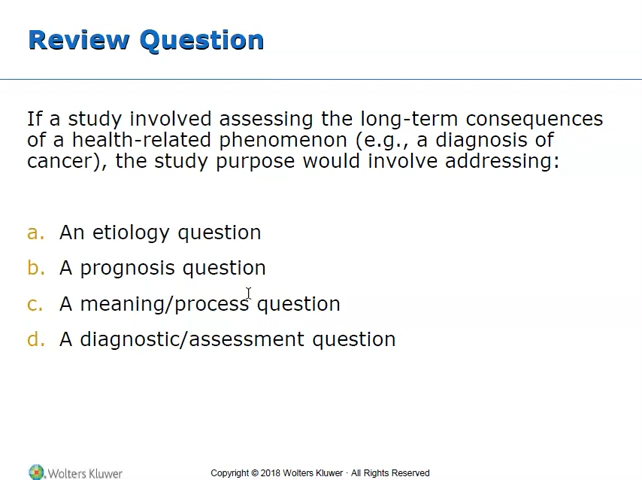 Review Question
If a study involved assessing the long-term consequences
of a health-related phenomenon (e.g., a diagnosis of
cancer), the study purpose would involve addressing:
a. An etiology question
b. A prognosis question
c. A meaning/process question
d. A diagnostic/assessment question
Wolters Kluwer
Copyright © 2018 Wolters Kluwer · All Rights Reserved